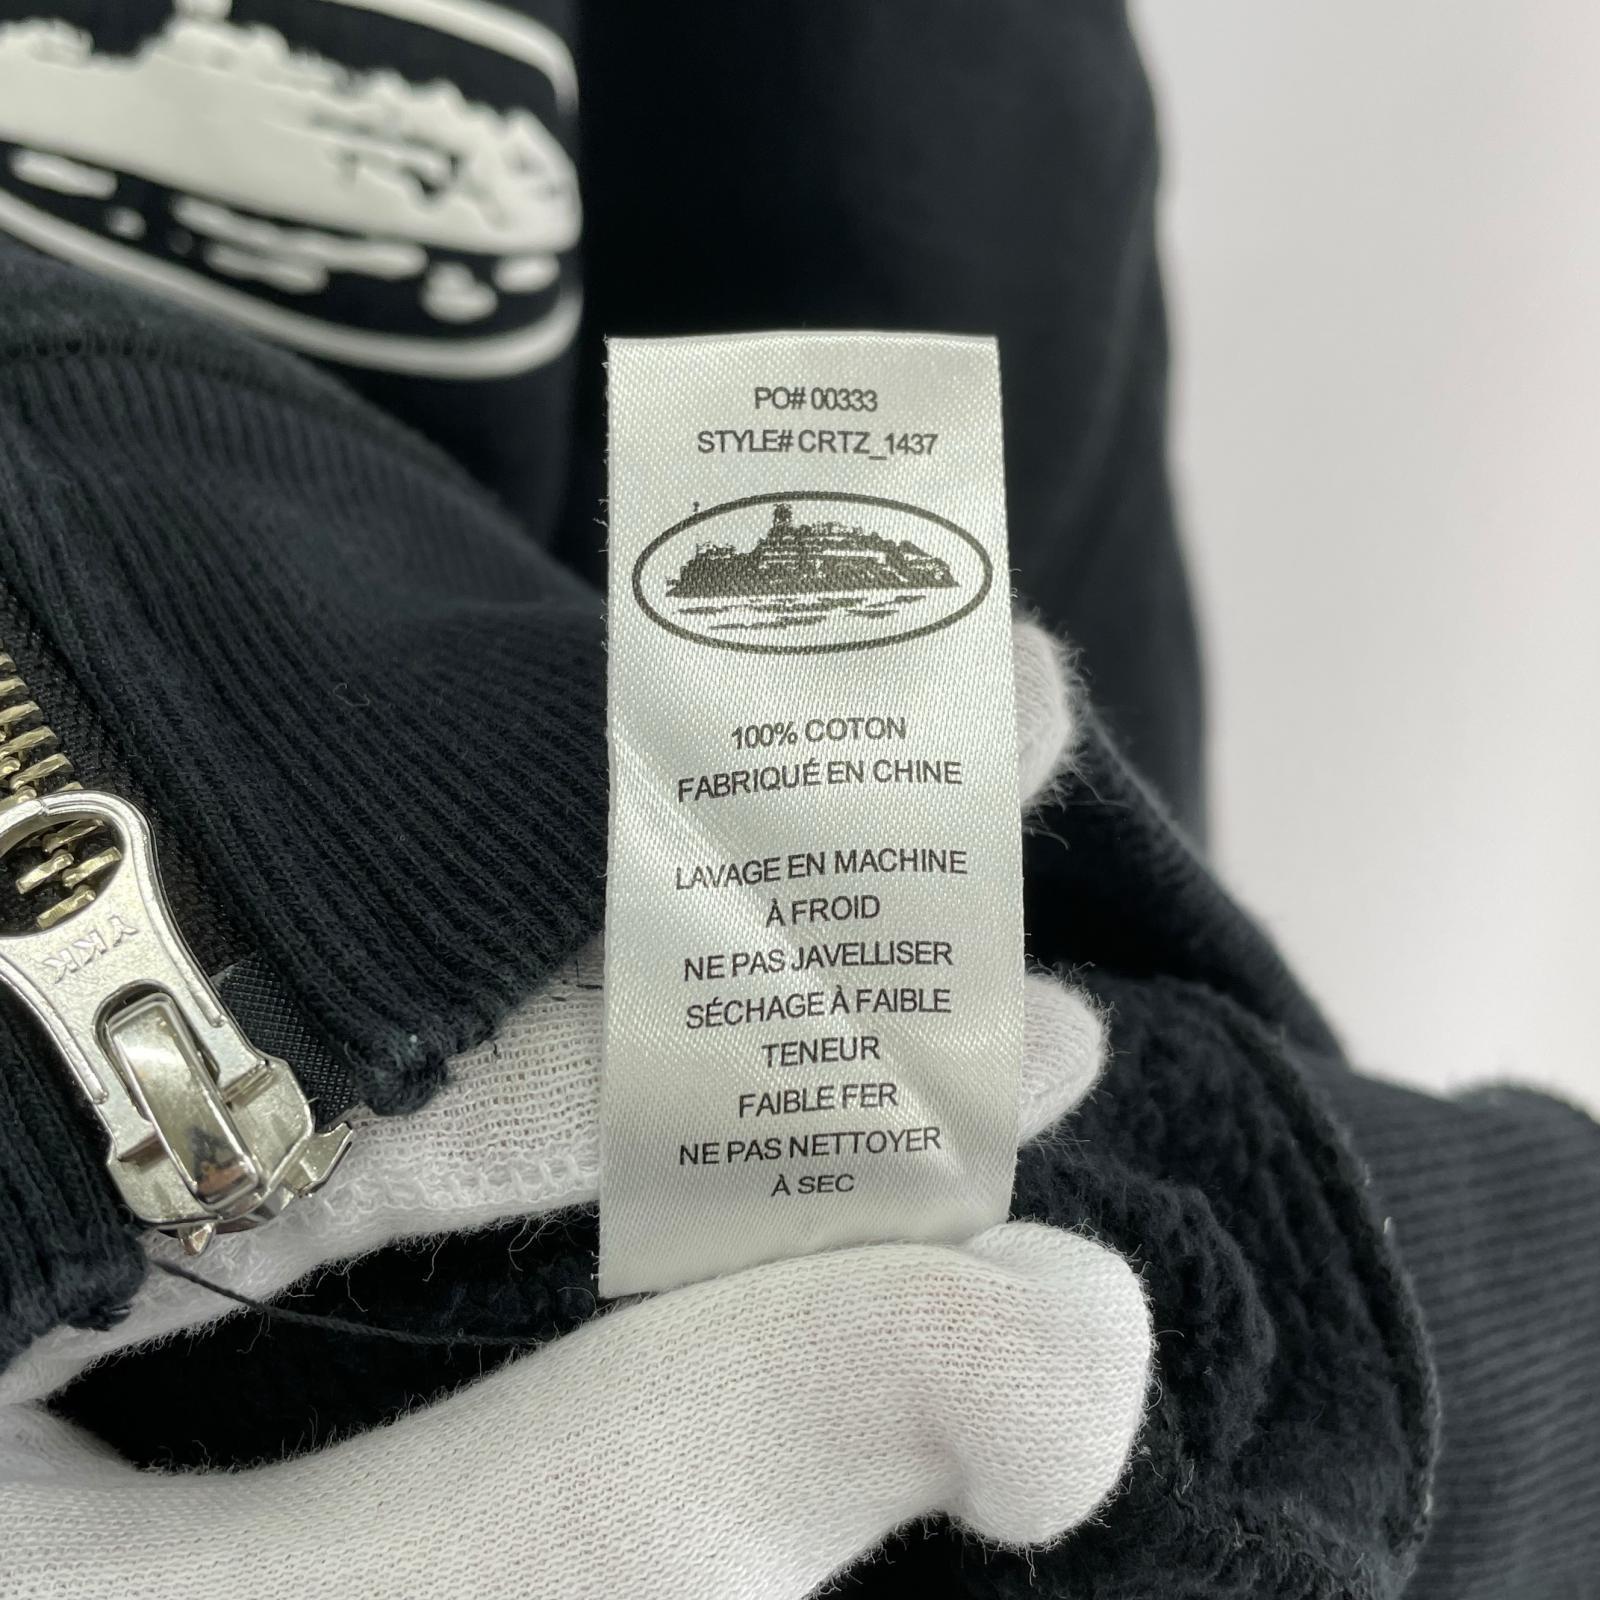 PO# 00333
STYLE# CRTZ_1437
100% COTON
FABRIQUÉ EN CHINE
LAVAGE EN MACHINE
À FROID
NE PAS JAVELLISER
SÉCHAGE À FAIBLE
TENEUR
FAIBLE FER
NE PAS NETTOYER
À SEC
YKK